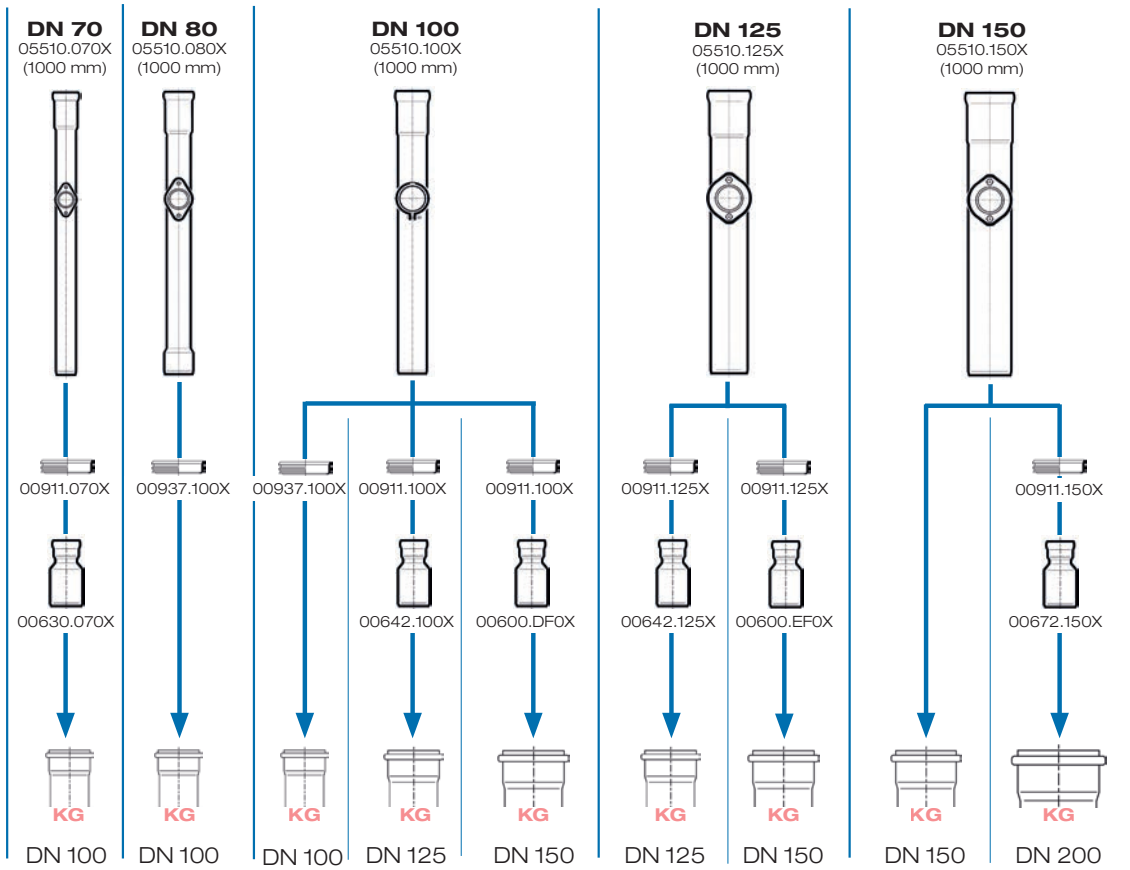 DN 70
05510.070X
(1000 mm)
DN 80
05510.080X
(1000 mm)
DN 100
05510.100X
(1000 mm)
DN 125
05510.125X
(1000 mm)
DN 150
05510.150X
(1000 mm)
00911.070X
00937.100X
00937.100X
00911.100X
00911.100X
00911.125X
00911.125X
00911.150X
00630.070X
00642.100X
00600.DF0X
00642.125X
00600.EF0X
00672.150X
KG
KG
KG
KG
KG
KG
KG
KG
KG
DN 100
DN 100
DN 100
DN 125
DN 150
DN 125
DN 150
DN 150
DN 200